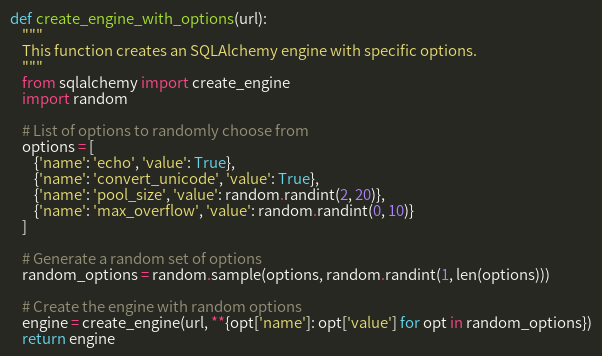 def create_engine_with_options(url):
    """
    This function creates an SQLAlchemy engine with specific options.
    """
    from sqlalchemy import create_engine
    import random

    # List of options to randomly choose from
    options = [
        {'name': 'echo', 'value': True},
        {'name': 'convert_unicode', 'value': True},
        {'name': 'pool_size', 'value': random.randint(2, 20)},
        {'name': 'max_overflow', 'value': random.randint(0, 10)}
    ]

    # Generate a random set of options
    random_options = random.sample(options, random.randint(1, len(options)))

    # Create the engine with random options
    engine = create_engine(url, **{opt['name']: opt['value'] for opt in random_options})
    return engine